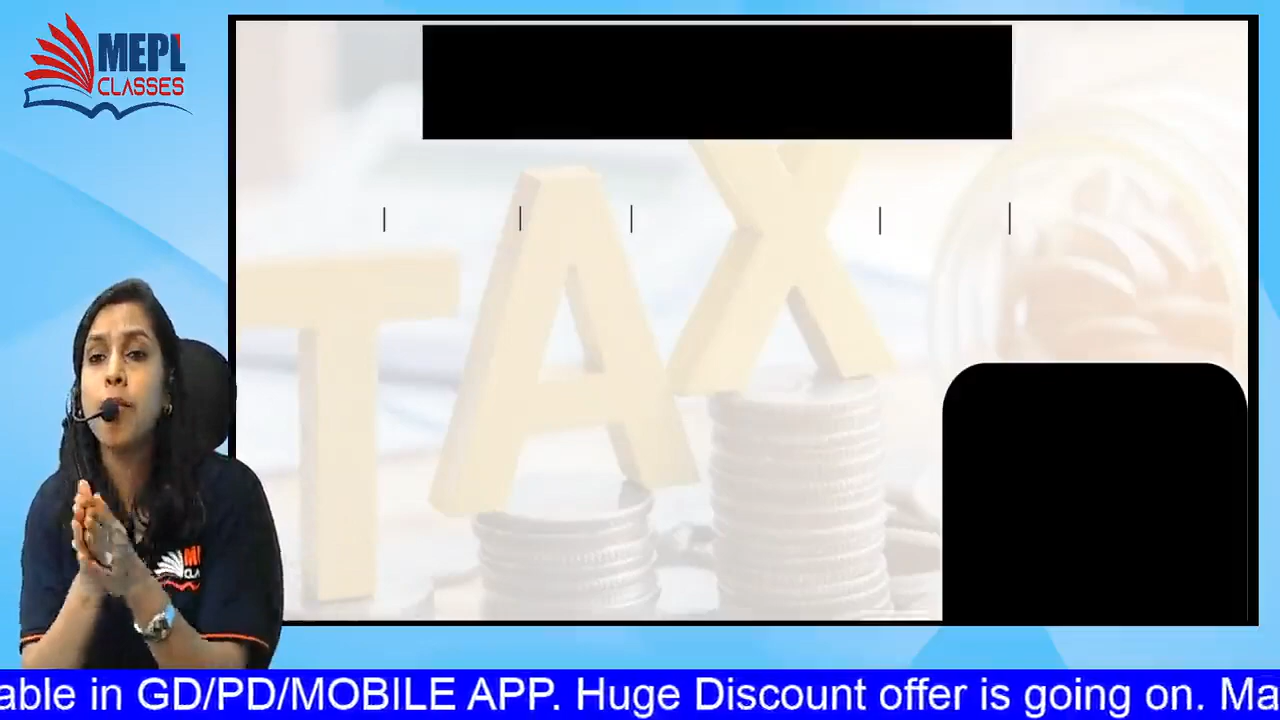 MEPL
CLASSES
TAX
able in GD/PD/MOBILE APP. Huge Discount offer is going on. Ma